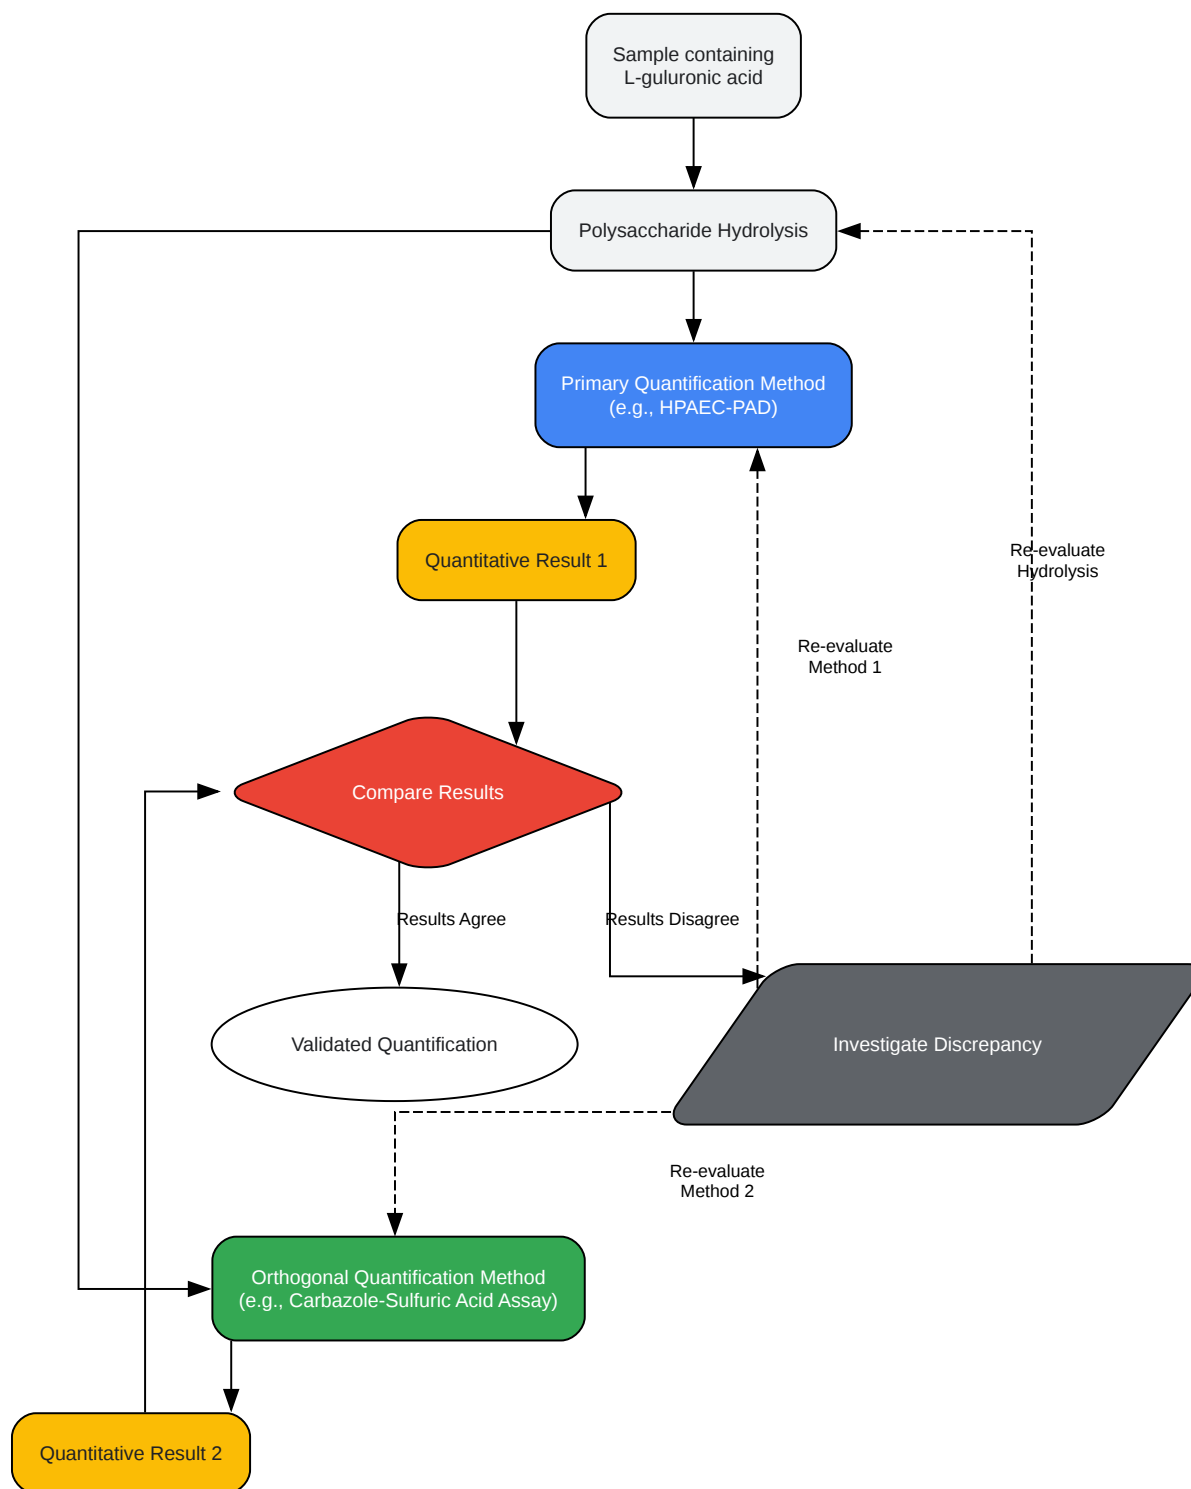 Sample containing
L-guluronic acid
Polysaccharide Hydrolysis
Primary Quantification Method
(e.g., HPAEC-PAD)
Quantitative Result 1
Re-evaluate
Hydrolysis
Re-evaluate
Method 1
Compare Results
Results Agree
Results Disagree
Validated Quantification
Investigate Discrepancy
Re-evaluate
Method 2
Orthogonal Quantification Method
(e.g., Carbazole-Sulfuric Acid Assay)
Quantitative Result 2